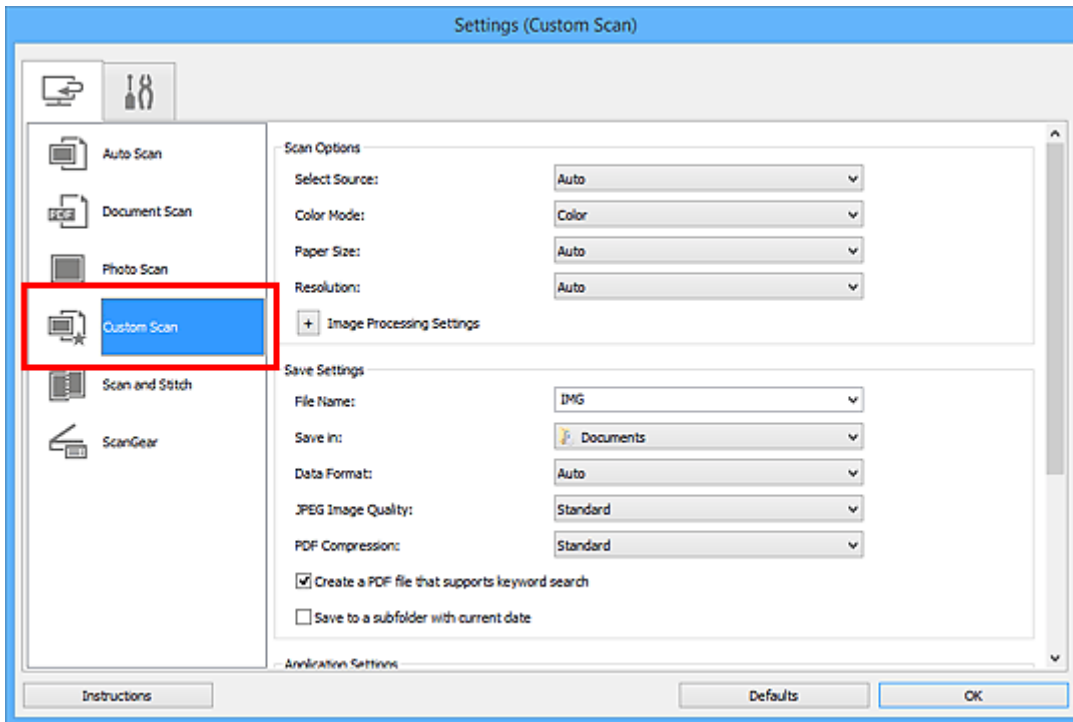 Settings (Custom Scan)
Auto Scan
PDF
Document Scan
Photo Scan
Custom Scan
Scan and Stitch
ScanGear
Scan Options
Select Source: Auto
Color Mode: Color
Paper Size: Auto
Resolution: Auto
+ Image Processing Settings
Save Settings
File Name: IMG
Save in: Documents
Data Format: Auto
JPEG Image Quality: Standard
PDF Compression: Standard
Create a PDF file that supports keyword search
Save to a subfolder with current date
Application Settings
Instructions
Defaults
OK